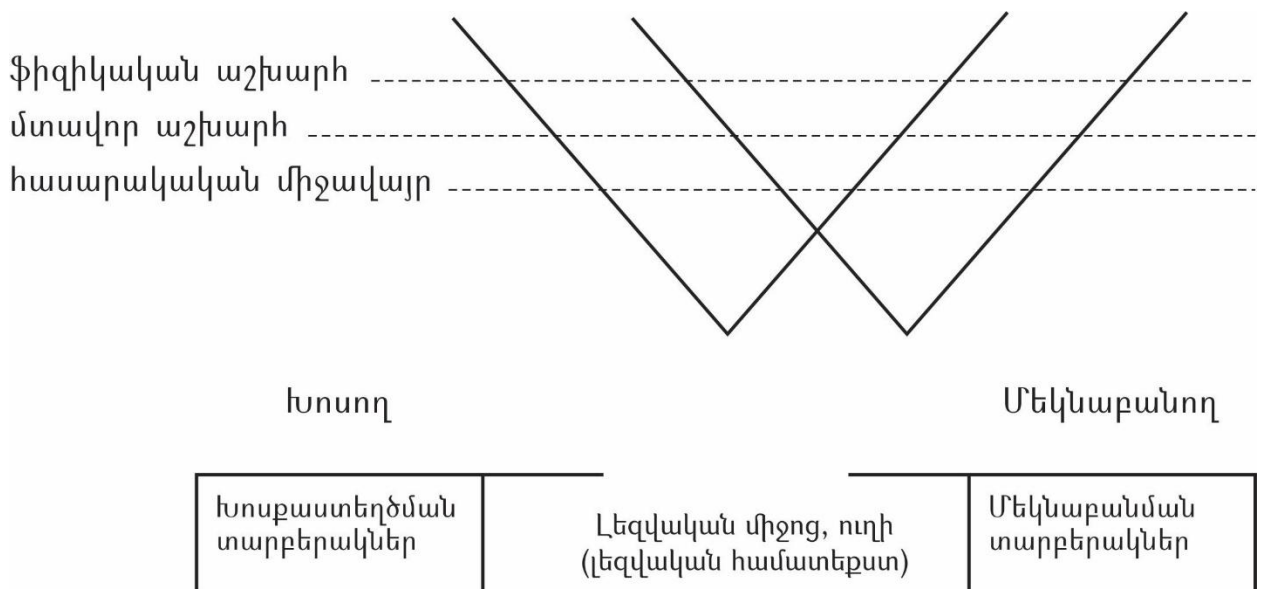 ֆիզիկական աշխարհ
մտավոր աշխարհ
հասարակական միջավայր
Խոսող
Մեկնաբանող
Խոսքաստեղծման
տարբերակներ
Լեզվական միջոց, ուղի
(լեզվական համատեքստ)
Մեկնաբանման
տարբերակներ